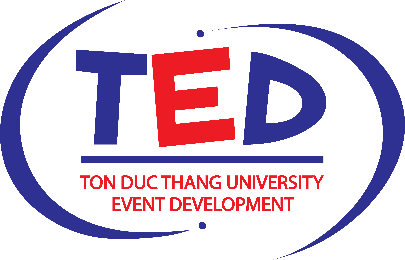 TED
TON DUC THANG UNIVERSITY
EVENT DEVELOPMENT